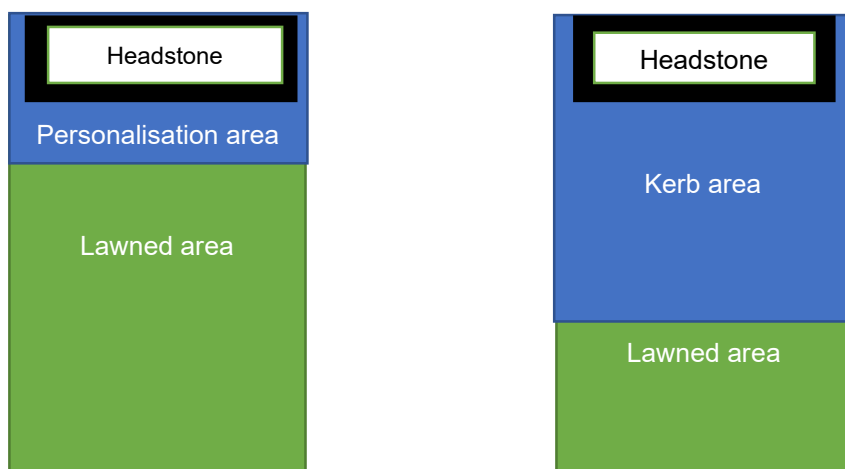 Headstone
Personalisation area
Lawned area
Headstone
Kerb area
Lawned area